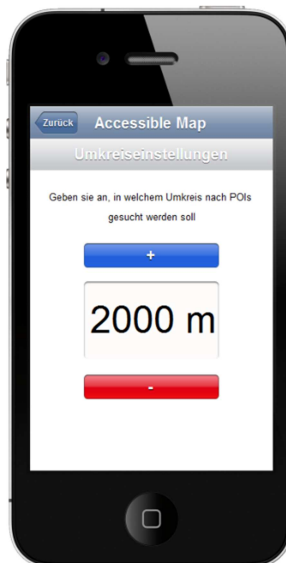 Zurück Accessible Map
Umkreiseinstellungen
Geben sie an, in welchem Umkreis nach POIs
gesucht werden soll
+
2000 m
-